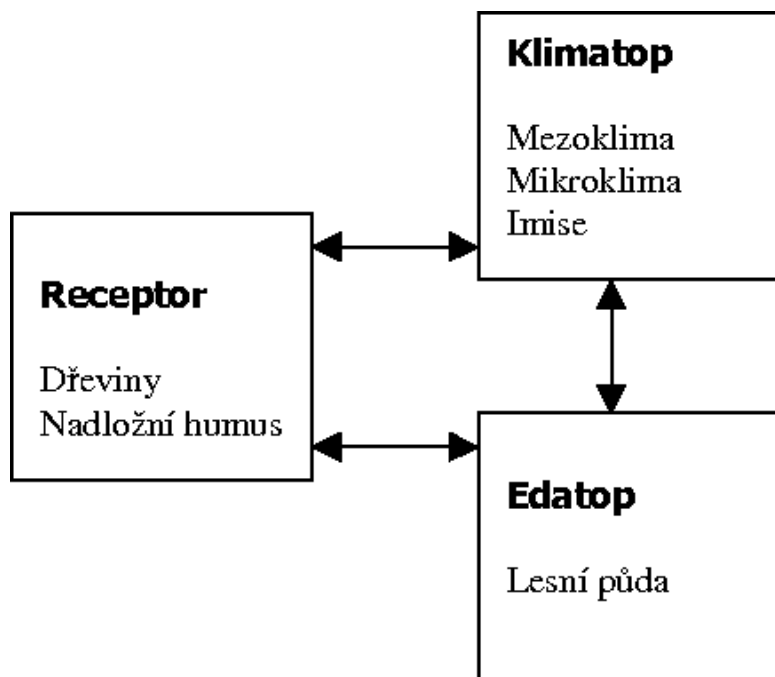 Klimatop
Mezoklima
Mikroklima
Imise
Receptor
Dřeviny
Nadložní humus
Edatop
Lesní půda